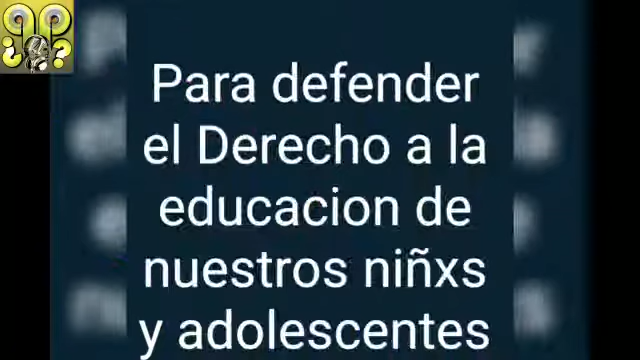 Para defender
el Derecho a la
educacion de
nuestros niñxs
y adolescentes